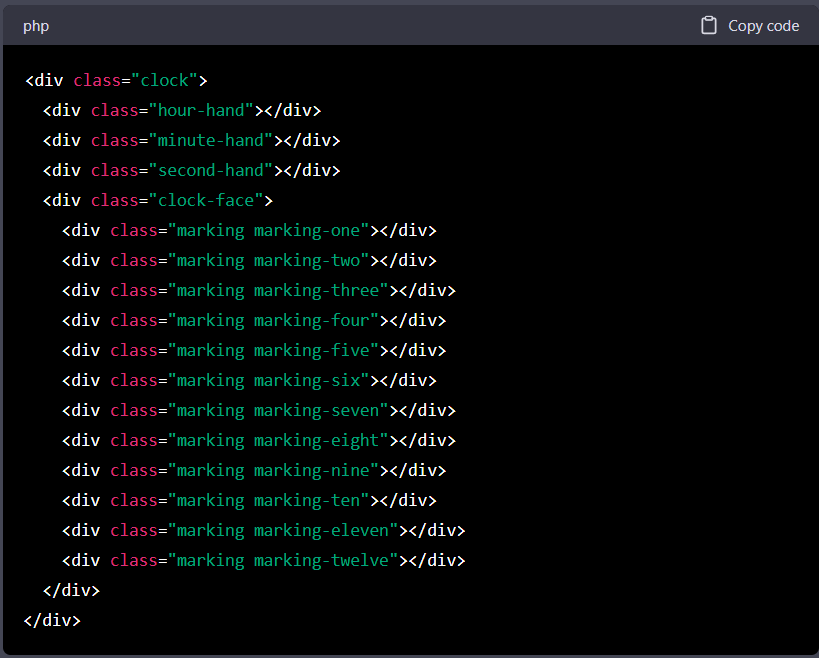 php
Copy code
<div class="clock">
  <div class="hour-hand"></div>
  <div class="minute-hand"></div>
  <div class="second-hand"></div>
  <div class="clock-face">
    <div class="marking marking-one"></div>
    <div class="marking marking-two"></div>
    <div class="marking marking-three"></div>
    <div class="marking marking-four"></div>
    <div class="marking marking-five"></div>
    <div class="marking marking-six"></div>
    <div class="marking marking-seven"></div>
    <div class="marking marking-eight"></div>
    <div class="marking marking-nine"></div>
    <div class="marking marking-ten"></div>
    <div class="marking marking-eleven"></div>
    <div class="marking marking-twelve"></div>
  </div>
</div>